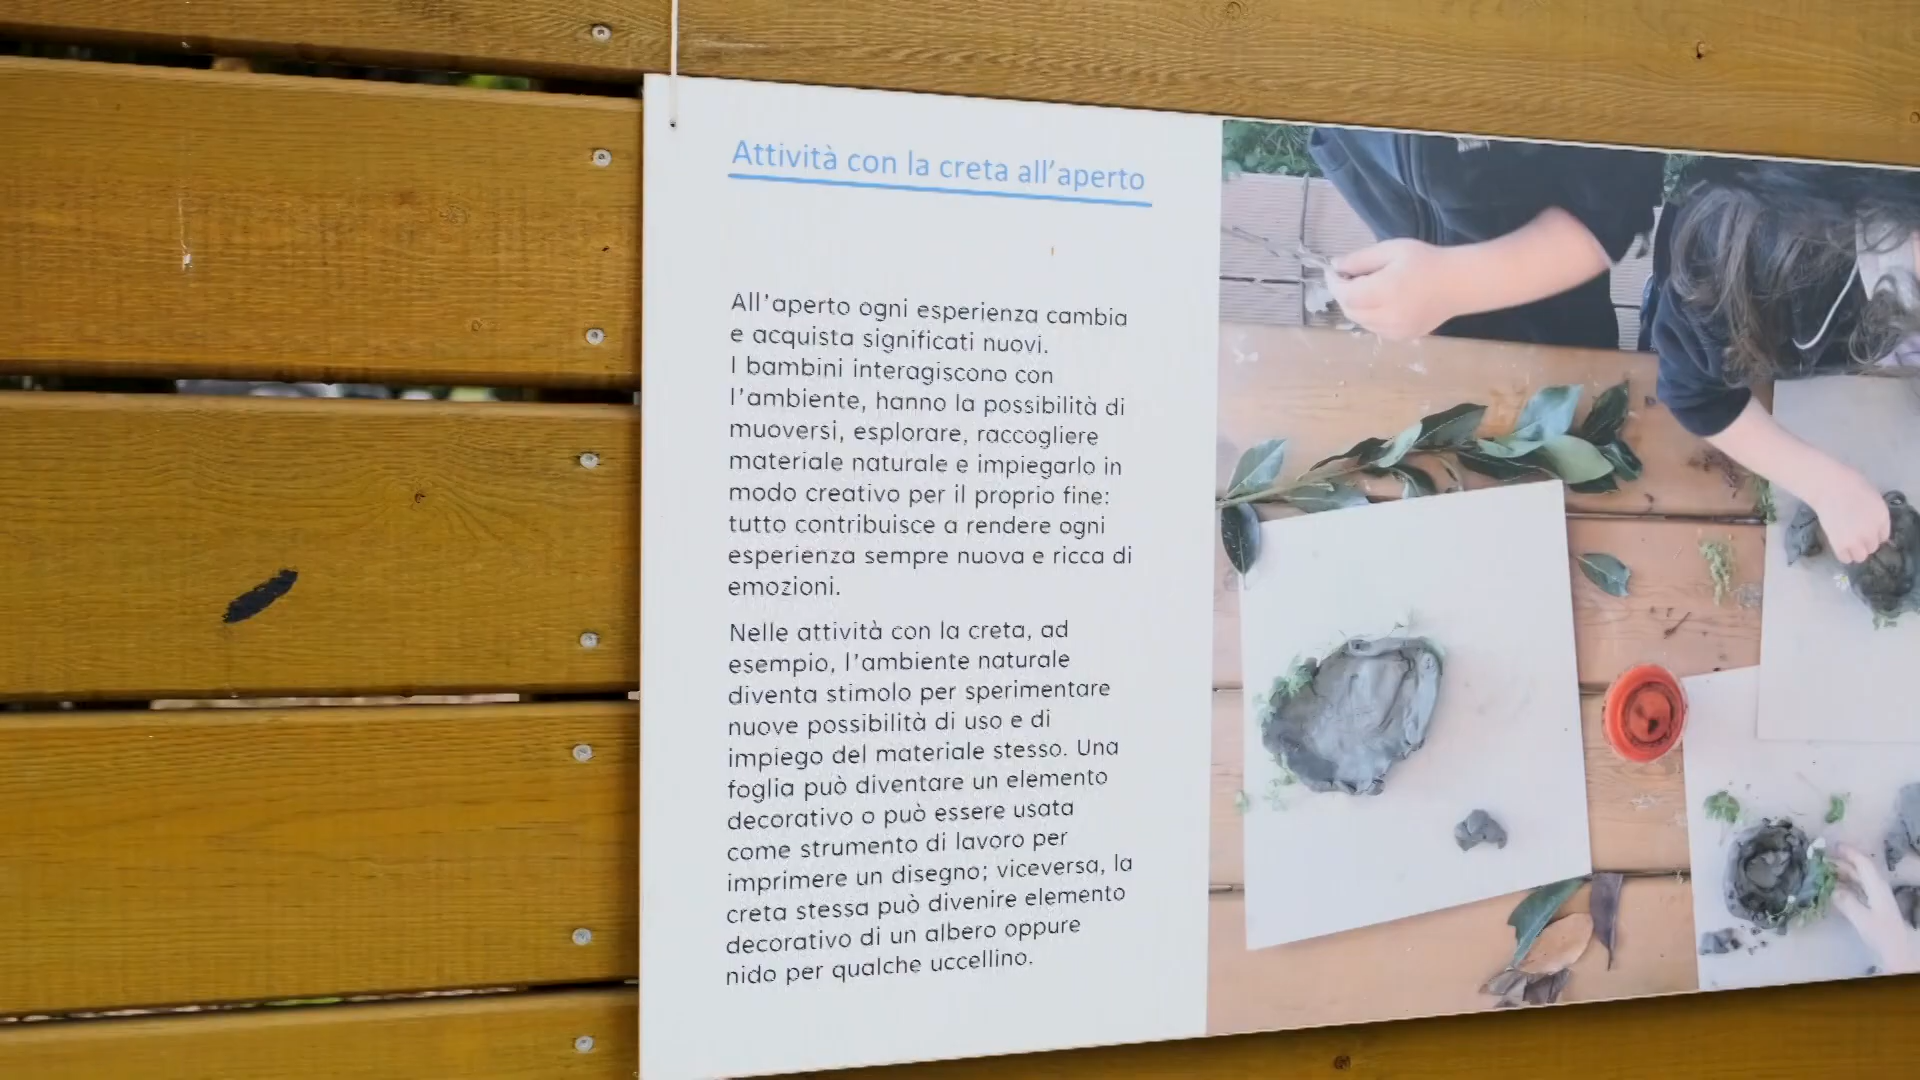 Attività con la creta all'aperto
All'aperto ogni esperienza cambia
e acquista significati nuovi.
I bambini interagiscono con
l'ambiente, hanno la possibilità di
muoversi, esplorare, raccogliere
materiale naturale e impiegarlo in
modo creativo per il proprio fine:
tutto contribuisce a rendere ogni
esperienza sempre nuova e ricca di
emozioni.
Nelle attività con la creta, ad
esempio, l'ambiente naturale
diventa stimolo per sperimentare
nuove possibilità di uso e di
impiego del materiale stesso. Una
foglia può diventare un elemento
decorativo o può essere usata
come strumento di lavoro per
imprimere un disegno; viceversa, la
creta stessa può divenire elemento
decorativo di un albero oppure
nido per qualche uccellino.